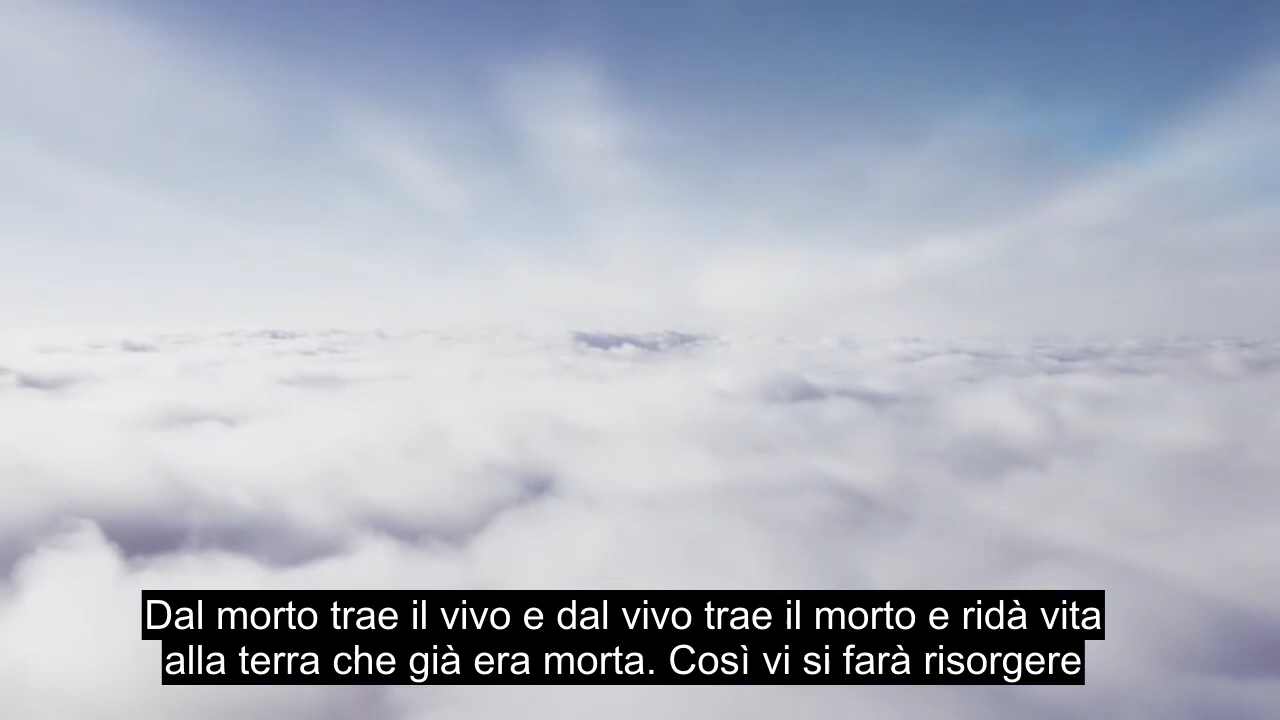 Dal morto trae il vivo e dal vivo trae il morto e ridà vita
alla terra che già era morta. Così vi si farà risorgere